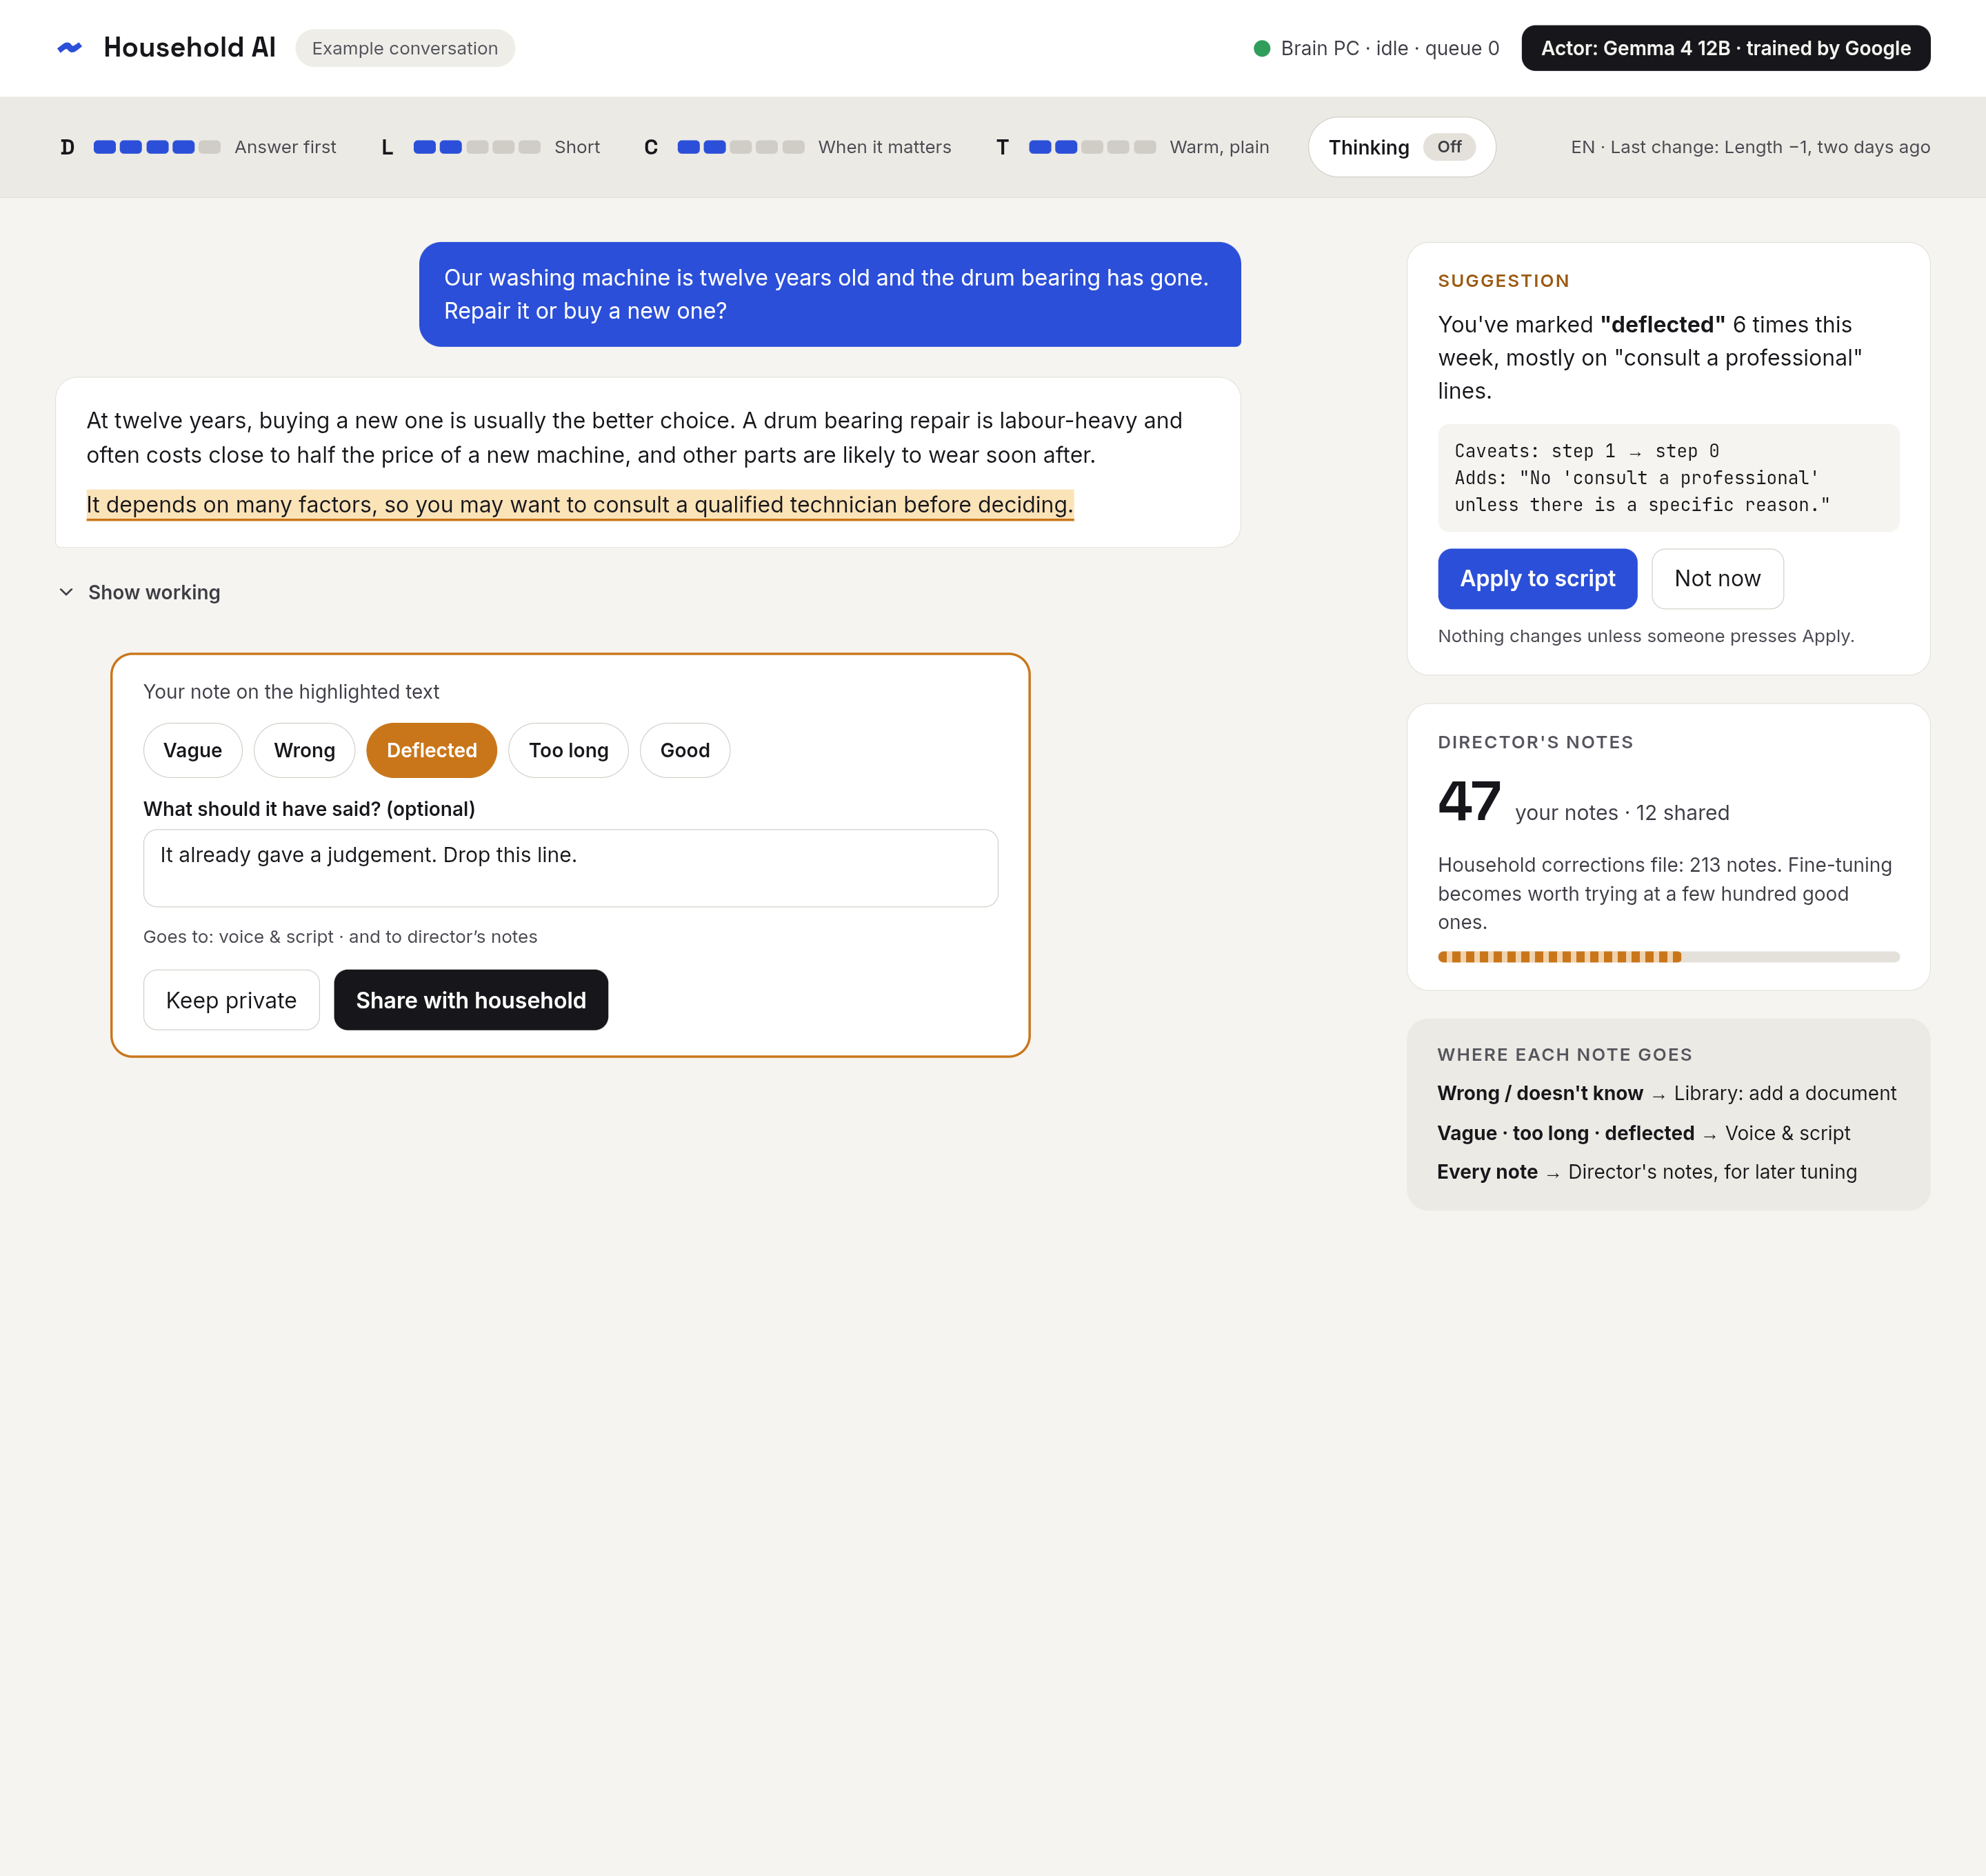 Household AI
Example conversation
Brain PC · idle · queue 0
Actor: Gemma 4 12B · trained by Google
D
Answer first
L
Short
C
When it matters
T
Warm, plain
Thinking
Off
EN · Last change: Length −1, two days ago
Our washing machine is twelve years old and the drum bearing has gone.
Repair it or buy a new one?
At twelve years, buying a new one is usually the better choice. A drum bearing repair is labour-heavy and
often costs close to half the price of a new machine, and other parts are likely to wear soon after.
It depends on many factors, so you may want to consult a qualified technician before deciding.
Show working
Your note on the highlighted text
Vague
Wrong
Deflected
Too long
Good
What should it have said? (optional)
It already gave a judgement. Drop this line.
Goes to: voice & script · and to director’s notes
Keep private
Share with household
SUGGESTION
You've marked "deflected" 6 times this
week, mostly on "consult a professional"
lines.
Caveats: step 1 → step 0
Adds: "No 'consult a professional'
unless there is a specific reason."
Apply to script
Not now
Nothing changes unless someone presses Apply.
DIRECTOR'S NOTES
47 your notes · 12 shared
Household corrections file: 213 notes. Fine-tuning
becomes worth trying at a few hundred good
ones.
WHERE EACH NOTE GOES
Wrong / doesn't know → Library: add a document
Vague · too long · deflected → Voice & script
Every note → Director's notes, for later tuning